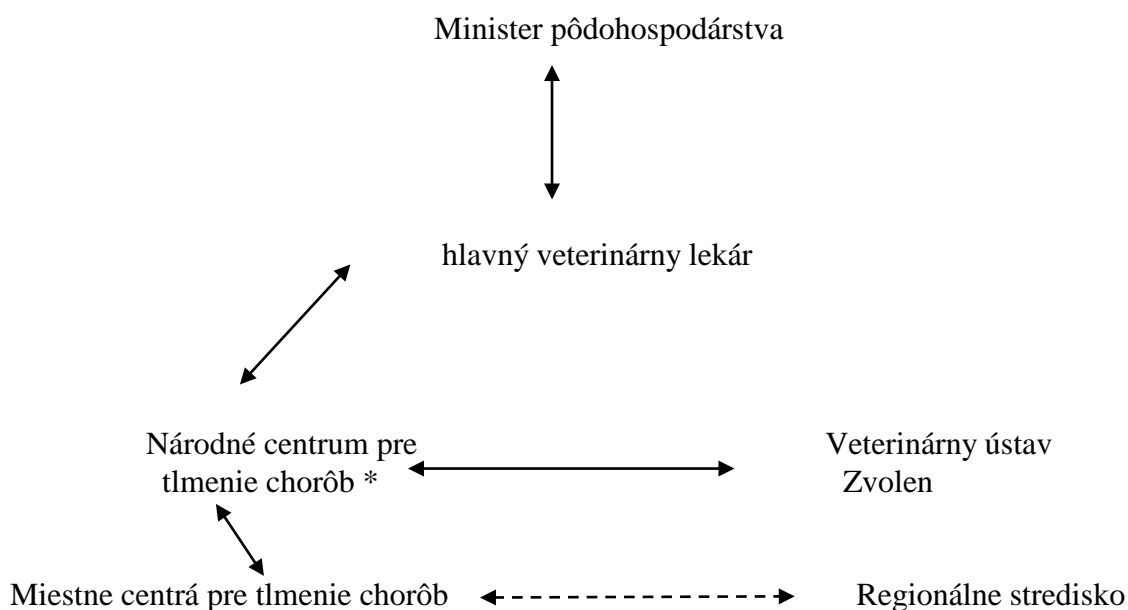 Minister pôdohospodárstva
hlavný veterinárny lekár
Národné centrum pre
tlmenie chorôb *
Veterinárny ústav
Zvolen
Miestne centrá pre tlmenie chorôb
Regionálne stredisko